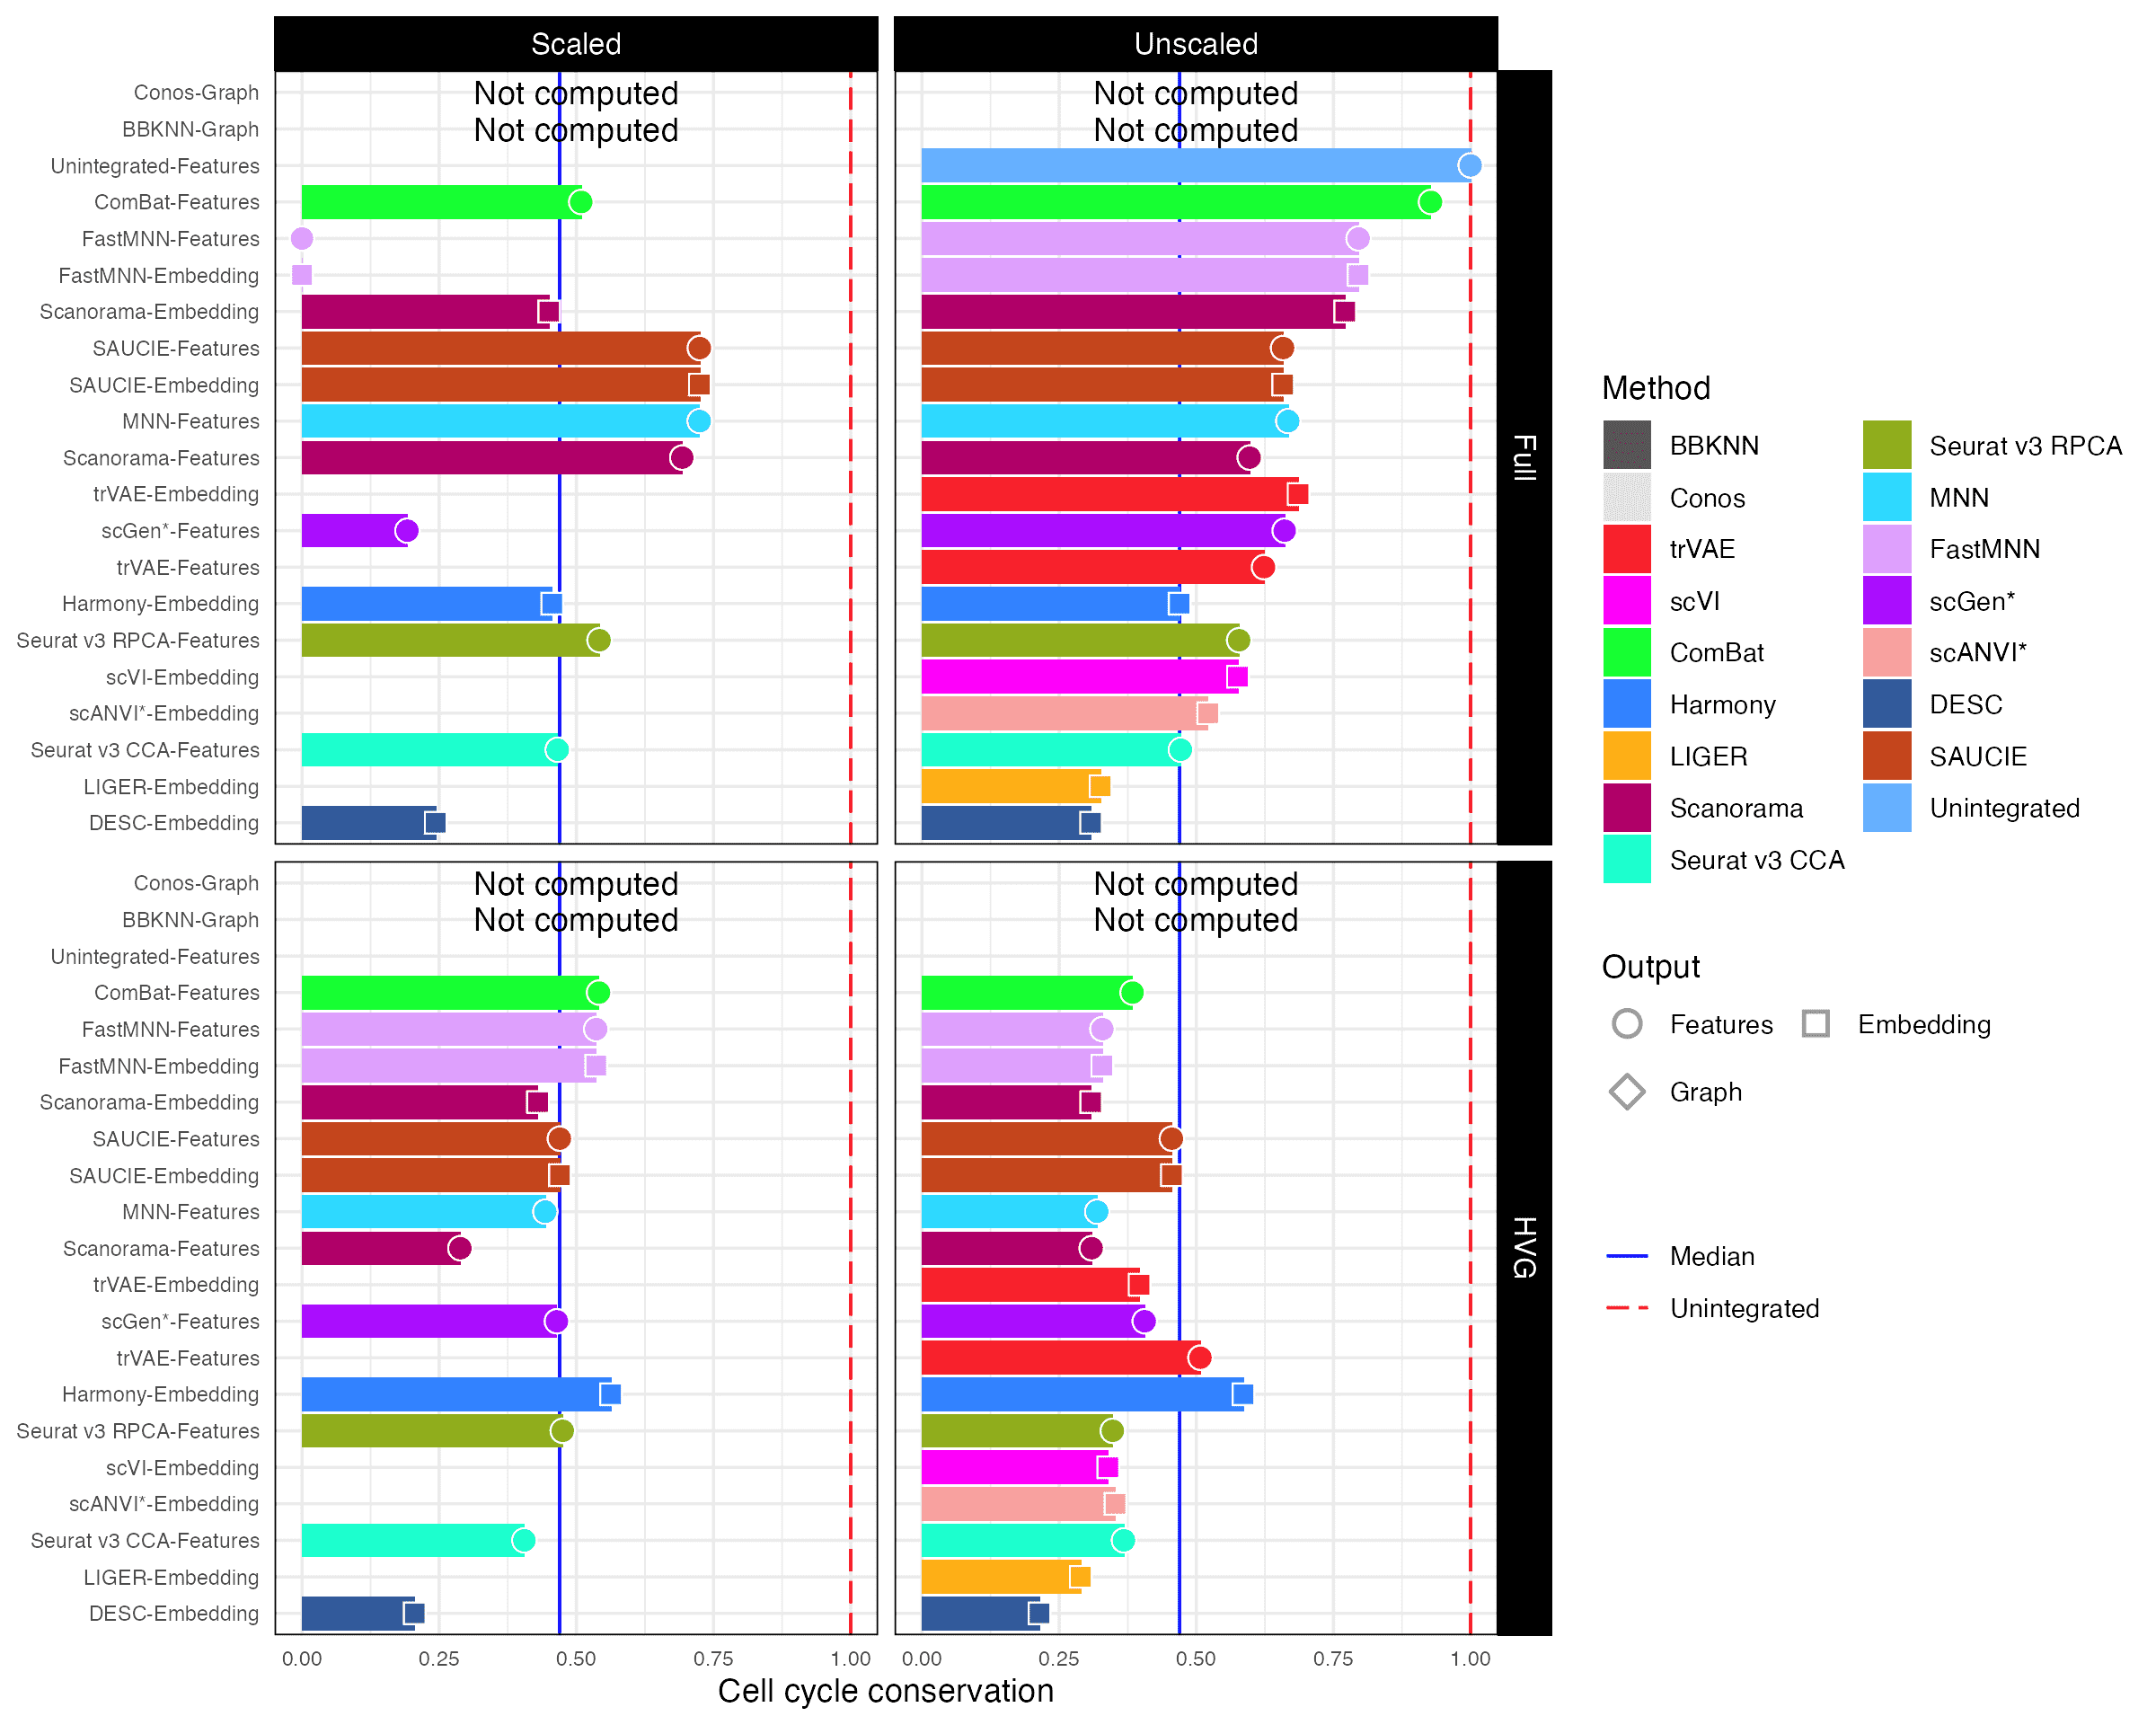 Scaled
Unscaled
Conos-Graph
BBKNN-Graph
Unintegrated-Features
ComBat-Features
FastMNN-Features
FastMNN-Embedding
Scanorama-Embedding
SAUCIE-Features
SAUCIE-Embedding
MNN-Features
Scanorama-Features
trVAE-Embedding
scGen*-Features
trVAE-Features
Harmony-Embedding
Seurat v3 RPCA-Features
scVI-Embedding
scANVI*-Embedding
Seurat v3 CCA-Features
LIGER-Embedding
DESC-Embedding
Not computed
Not computed
Not computed
Not computed
Full
Conos-Graph
BBKNN-Graph
Unintegrated-Features
ComBat-Features
FastMNN-Features
FastMNN-Embedding
Scanorama-Embedding
SAUCIE-Features
SAUCIE-Embedding
MNN-Features
Scanorama-Features
trVAE-Embedding
scGen*-Features
trVAE-Features
Harmony-Embedding
Seurat v3 RPCA-Features
scVI-Embedding
scANVI*-Embedding
Seurat v3 CCA-Features
LIGER-Embedding
DESC-Embedding
Not computed
Not computed
Not computed
Not computed
HVG
0.00 0.25 0.50 0.75 1.00
0.00 0.25 0.50 0.75 1.00
Cell cycle conservation
Method
BBKNN
Conos
trVAE
scVI
ComBat
Harmony
LIGER
Scanorama
Seurat v3 CCA
Seurat v3 RPCA
MNN
FastMNN
scGen*
scANVI*
DESC
SAUCIE
Unintegrated
Output
Features
Embedding
Graph
Median
Unintegrated